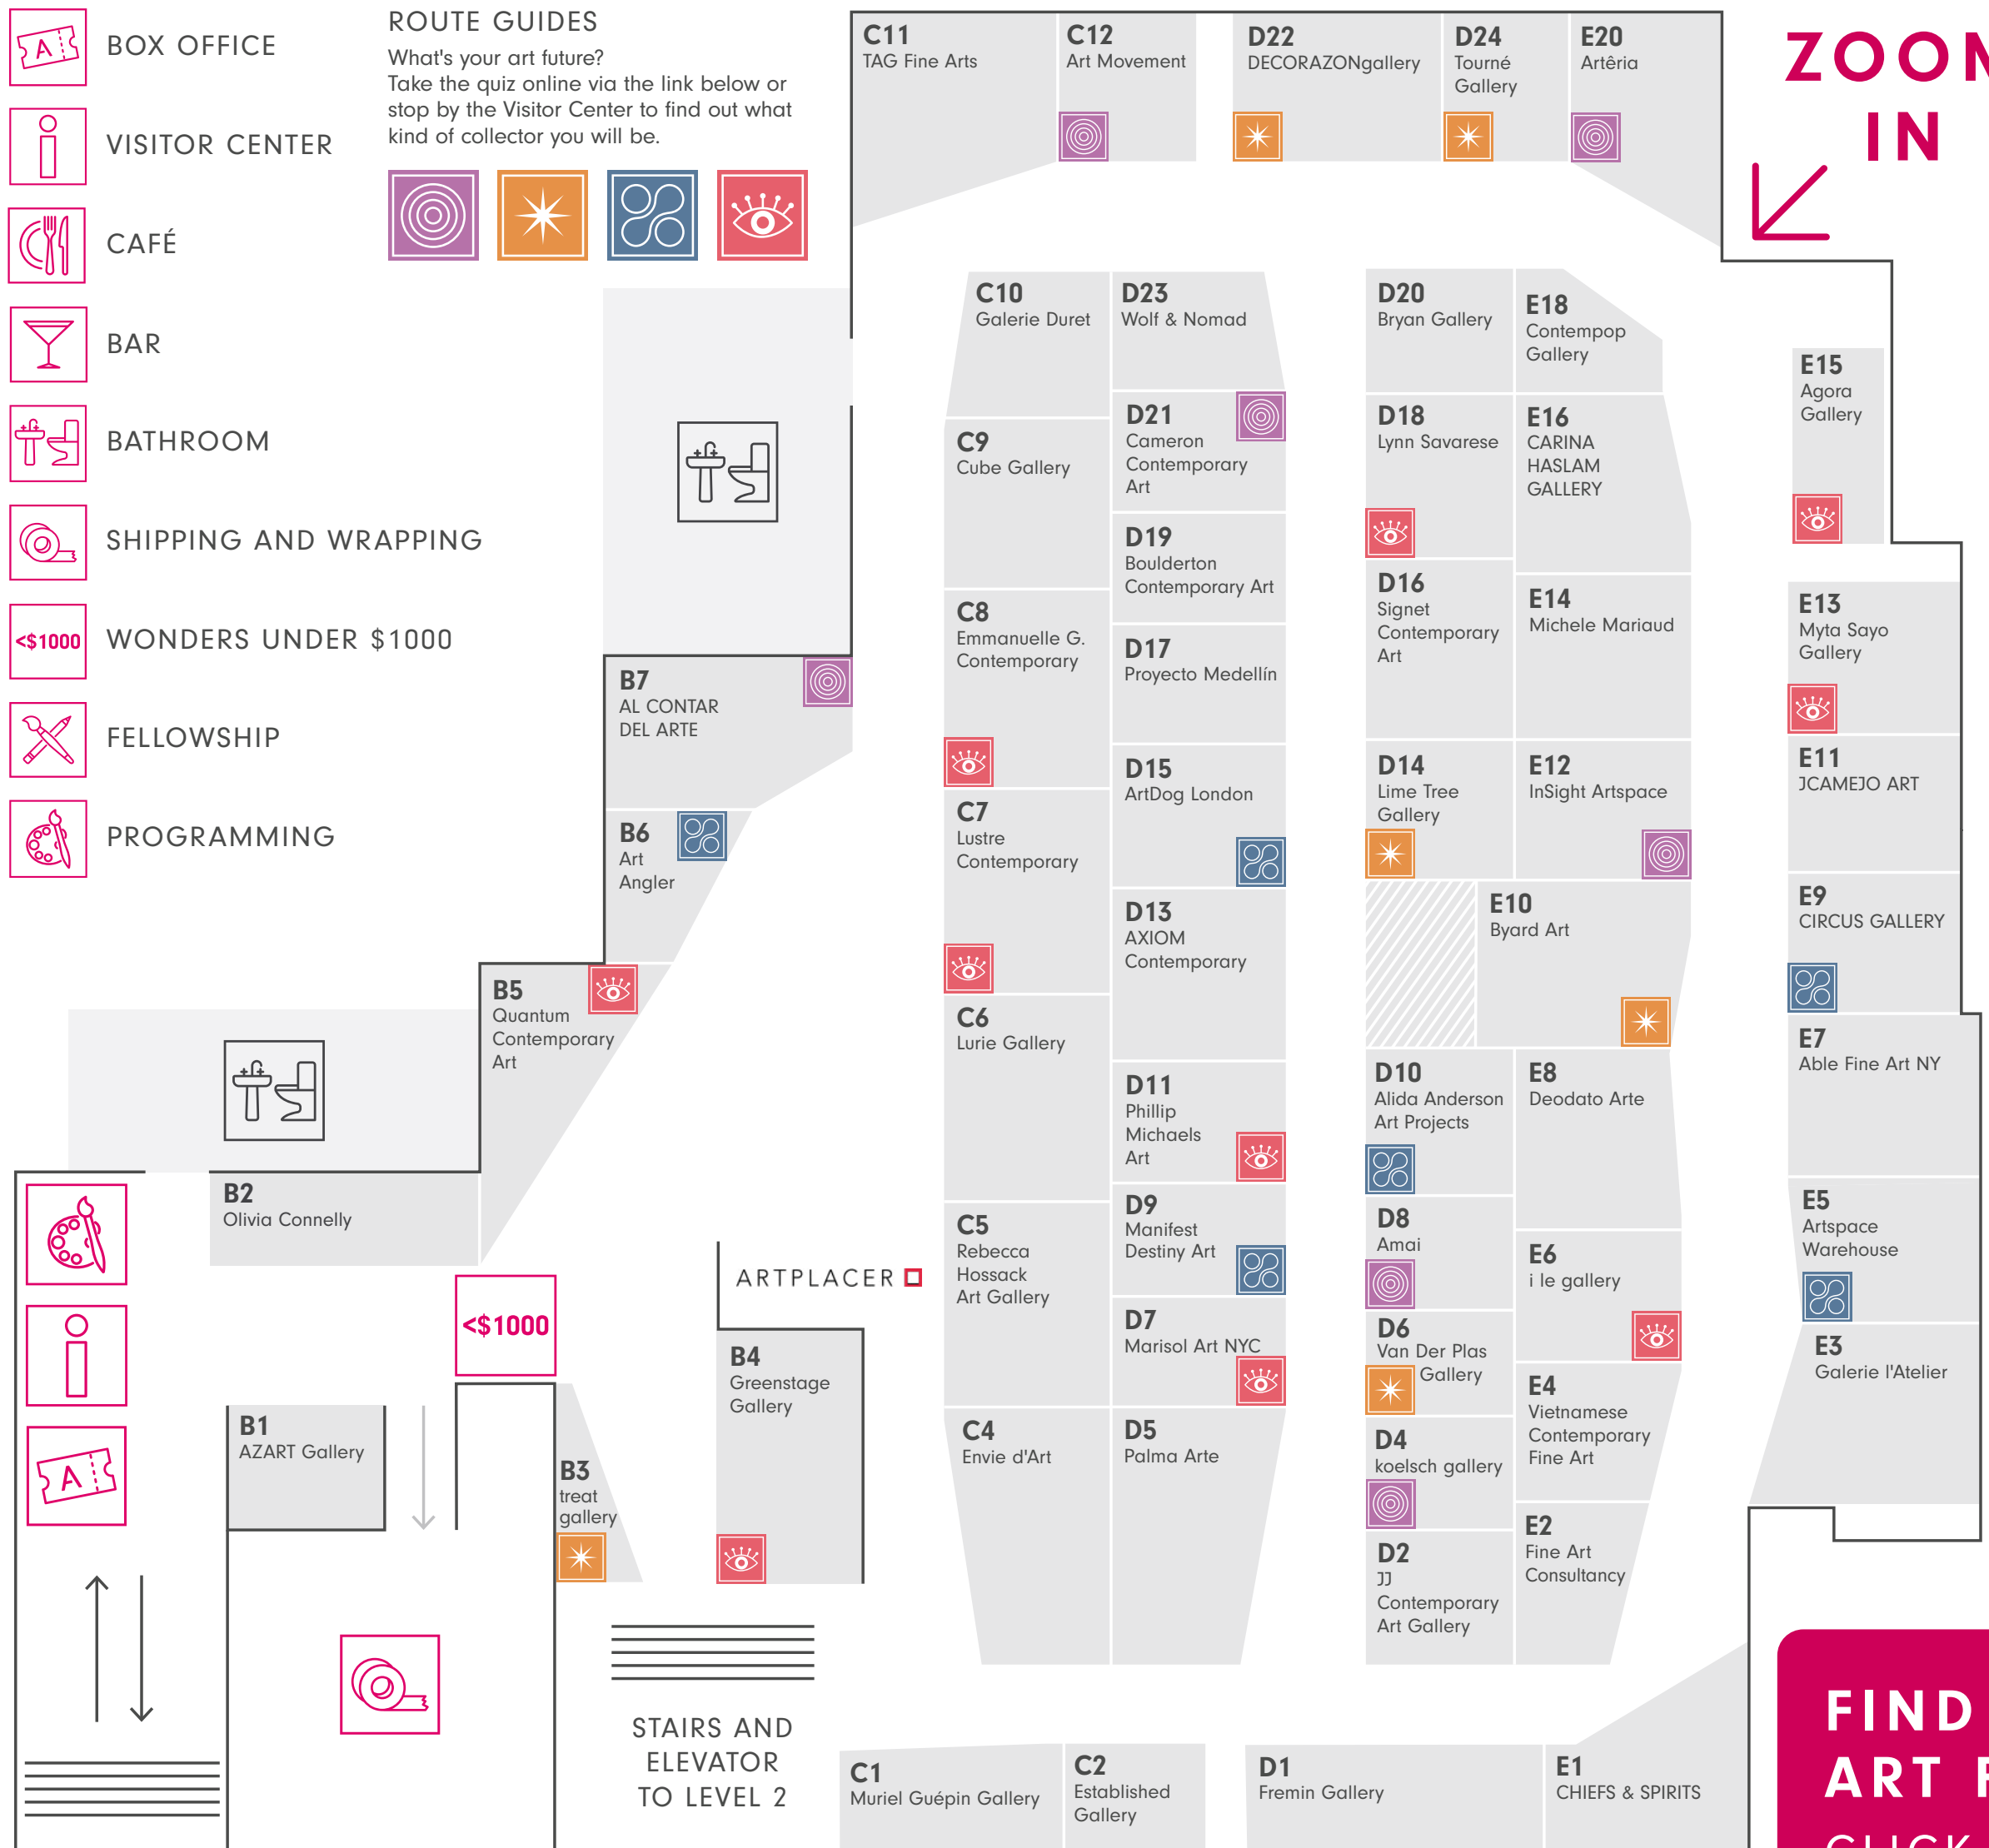 BOX OFFICE
VISITOR CENTER
CAFÉ
BAR
BATHROOM
SHIPPING AND WRAPPING
<$1000
WONDERS UNDER $1000
FELLOWSHIP
PROGRAMMING
ROUTE GUIDES
What's your art future?
Take the quiz online via the link below or
stop by the Visitor Center to find out what
kind of collector you will be.
ZOOM
IN
C11
TAG Fine Arts
C12
Art Movement
D22
DECORAZONgallery
D24
Tourné
Gallery
E20
Artêria
C10
Galerie Duret
D23
Wolf & Nomad
D20
Bryan Gallery
E18
Contempop
Gallery
E15
Agora
Gallery
C9
Cube Gallery
D21
Cameron
Contemporary
Art
D18
Lynn Savarese
E16
CARINA
HASLAM
GALLERY
D19
Boulderton
Contemporary Art
C8
Emmanuelle G.
Contemporary
D17
Proyecto Medellín
D16
Signet
Contemporary
Art
E14
Michele Mariaud
E13
Myta Sayo
Gallery
B7
AL CONTAR
DEL ARTE
C7
Lustre
Contemporary
D15
ArtDog London
D14
Lime Tree
Gallery
E12
InSight Artspace
E11
JCAMEJO ART
B6
Art
Angler
D13
AXIOM
Contemporary
E10
Byard Art
E9
CIRCUS GALLERY
B5
Quantum
Contemporary
Art
C6
Lurie Gallery
D11
Phillip
Michaels
Art
D10
Alida Anderson
Art Projects
E8
Deodato Arte
E7
Able Fine Art NY
B2
Olivia Connelly
C5
Rebecca
Hossack
Art Gallery
D9
Manifest
Destiny Art
D8
Amai
E6
i le gallery
E5
Artspace
Warehouse
ARTPLACER
<$1000
B4
Greenstage
Gallery
D7
Marisol Art NYC
D6
Van Der Plas
Gallery
E4
Vietnamese
Contemporary
Fine Art
E3
Galerie l'Atelier
B1
AZART Gallery
B3
treat
gallery
C4
Envie d'Art
D5
Palma Arte
D4
koelsch gallery
D2
JJ
Contemporary
Art Gallery
E2
Fine Art
Consultancy
A
STAIRS AND
ELEVATOR
TO LEVEL 2
C1
Muriel Guépin Gallery
C2
Established
Gallery
D1
Fremin Gallery
E1
CHIEFS & SPIRITS
FIND
ART
CLICK